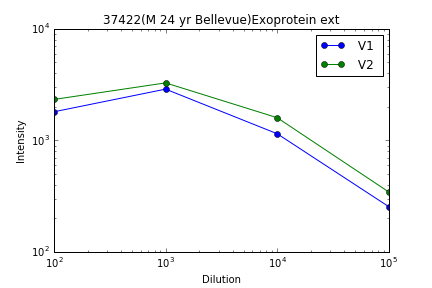 37422(M 24 yr Bellevue)Exoprotein ext
10^4
V1
V2
10^3
Intensity
10^2
10^2 10^3 10^4 10^5
Dilution